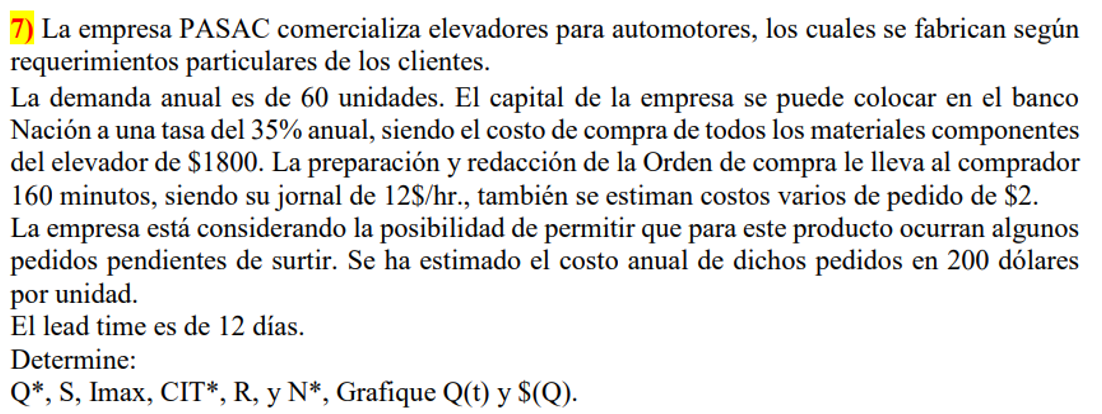 7) La empresa PASAC comercializa elevadores para automotores, los cuales se fabrican según
requerimientos particulares de los clientes.
La demanda anual es de 60 unidades. El capital de la empresa se puede colocar en el banco
Nación a una tasa del 35% anual, siendo el costo de compra de todos los materiales componentes
del elevador de $1800. La preparación y redacción de la Orden de compra le lleva al comprador
160 minutos, siendo su jornal de 12$/hr., también se estiman costos varios de pedido de $2.
La empresa está considerando la posibilidad de permitir que para este producto ocurran algunos
pedidos pendientes de surtir. Se ha estimado el costo anual de dichos pedidos en 200 dólares
por unidad.
El lead time es de 12 días.
Determine:
Q*, S, Imax, CIT*, R, y N*, Grafique Q(t) y $(Q).